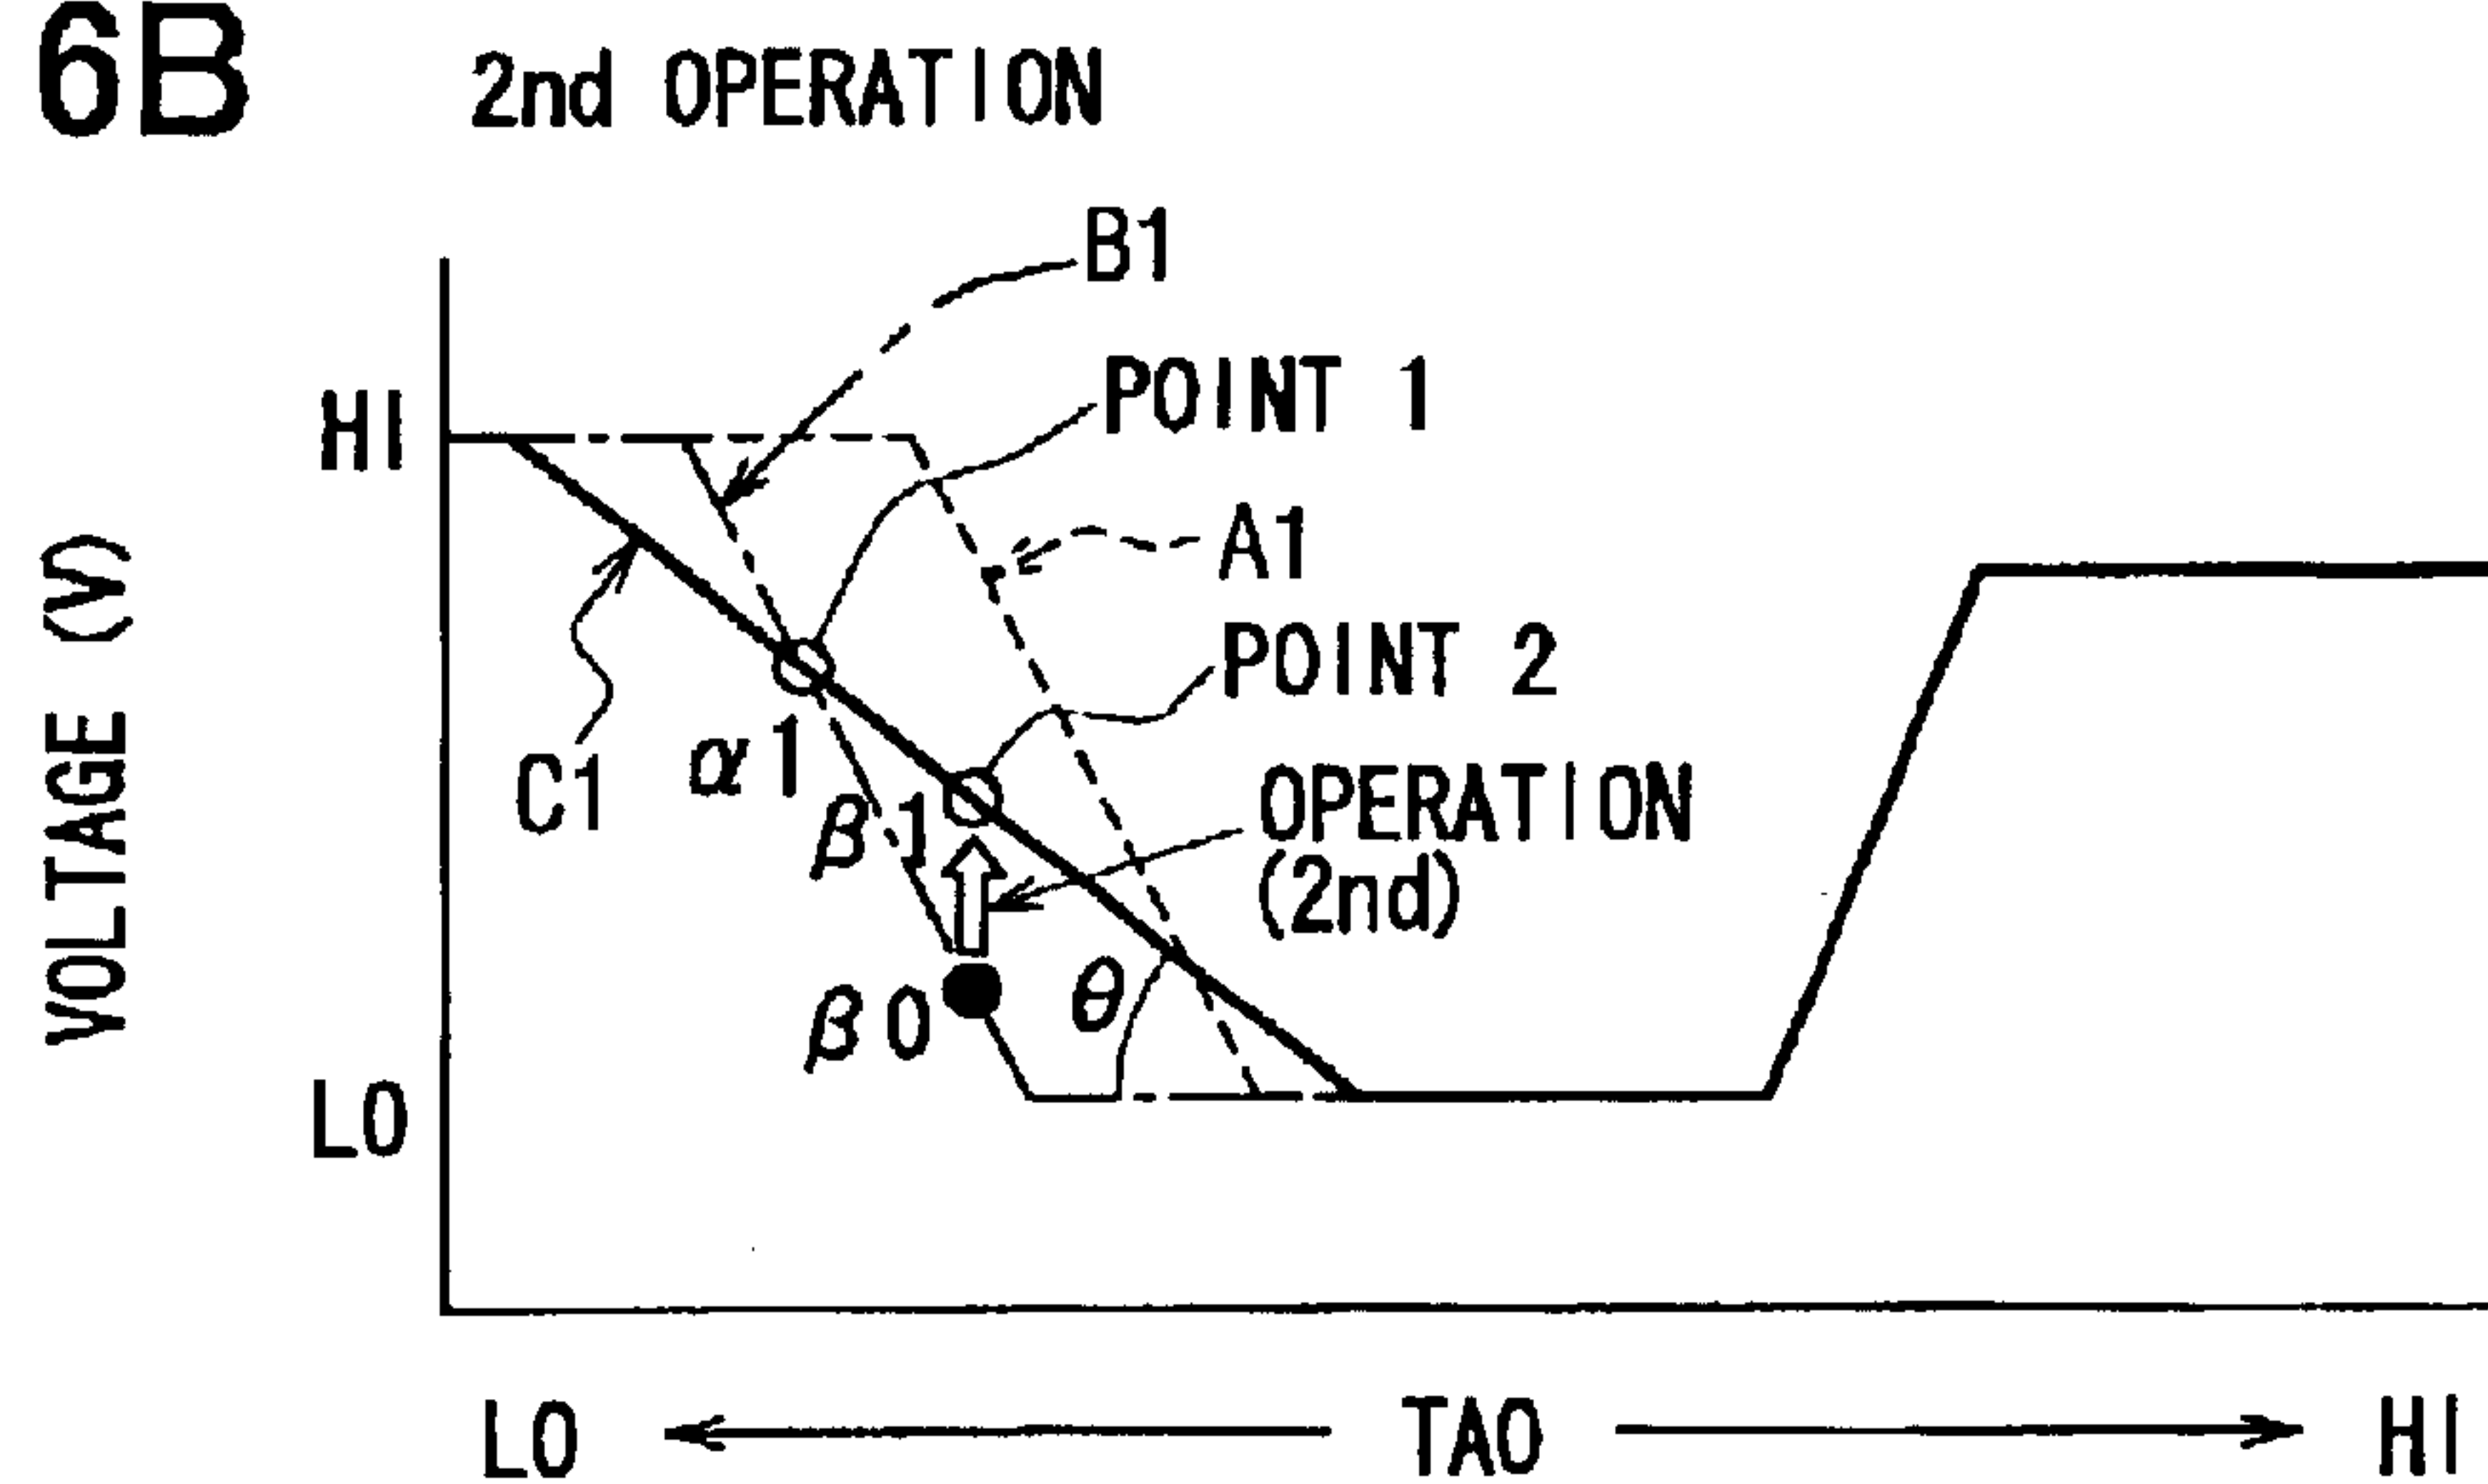 6B
2nd OPERATION
B1
POINT 1
HI
A1
POINT 2
α1
C1
β1
OPERATION
(2nd)
VOLTAGE (V)
θ
β0
LO
LO TAO HI